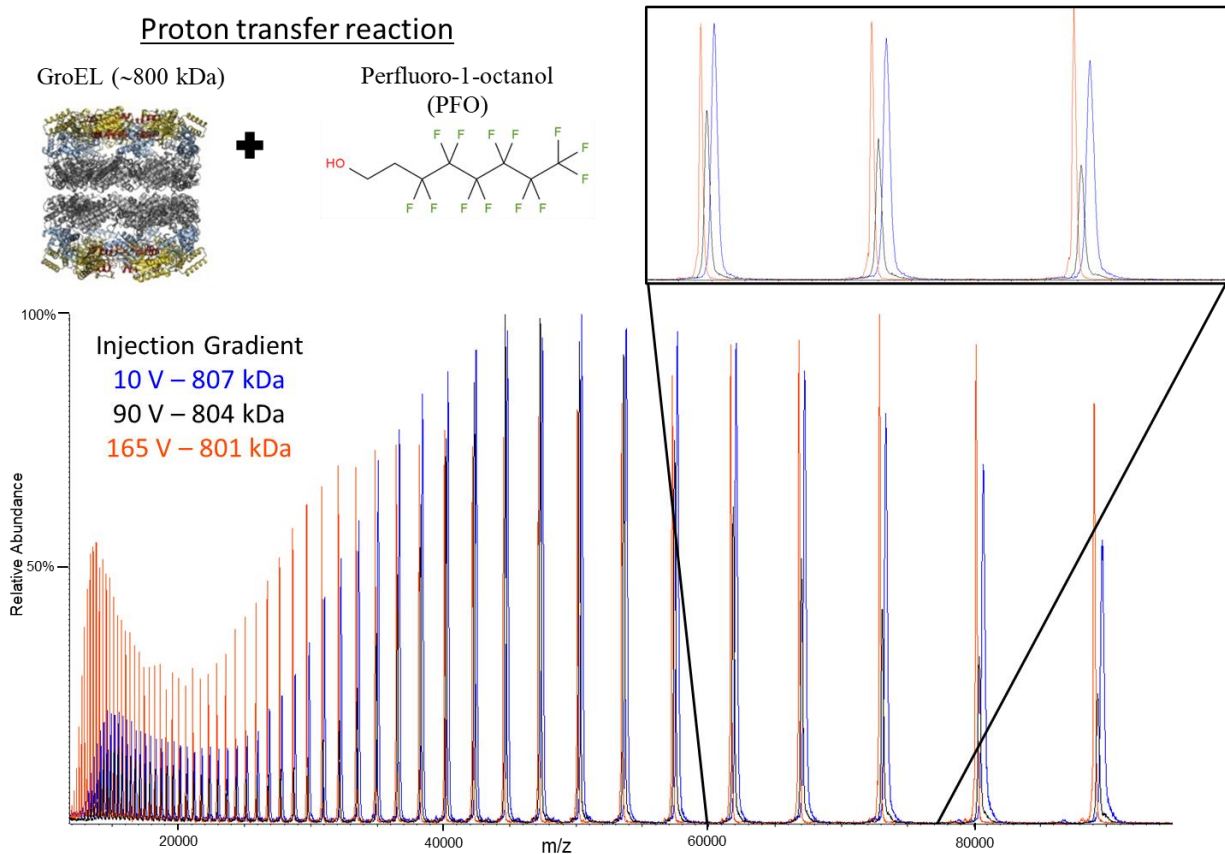 Proton transfer reaction
GroEL (~800 kDa)
Perfluoro-1-octanol
(PFO)
HO
F F F F F
F
F
F F F F F F
100%
Injection Gradient
10 V – 807 kDa
90 V – 804 kDa
165 V – 801 kDa
50%
Relative Abundance
20000 40000 60000 80000
m/z